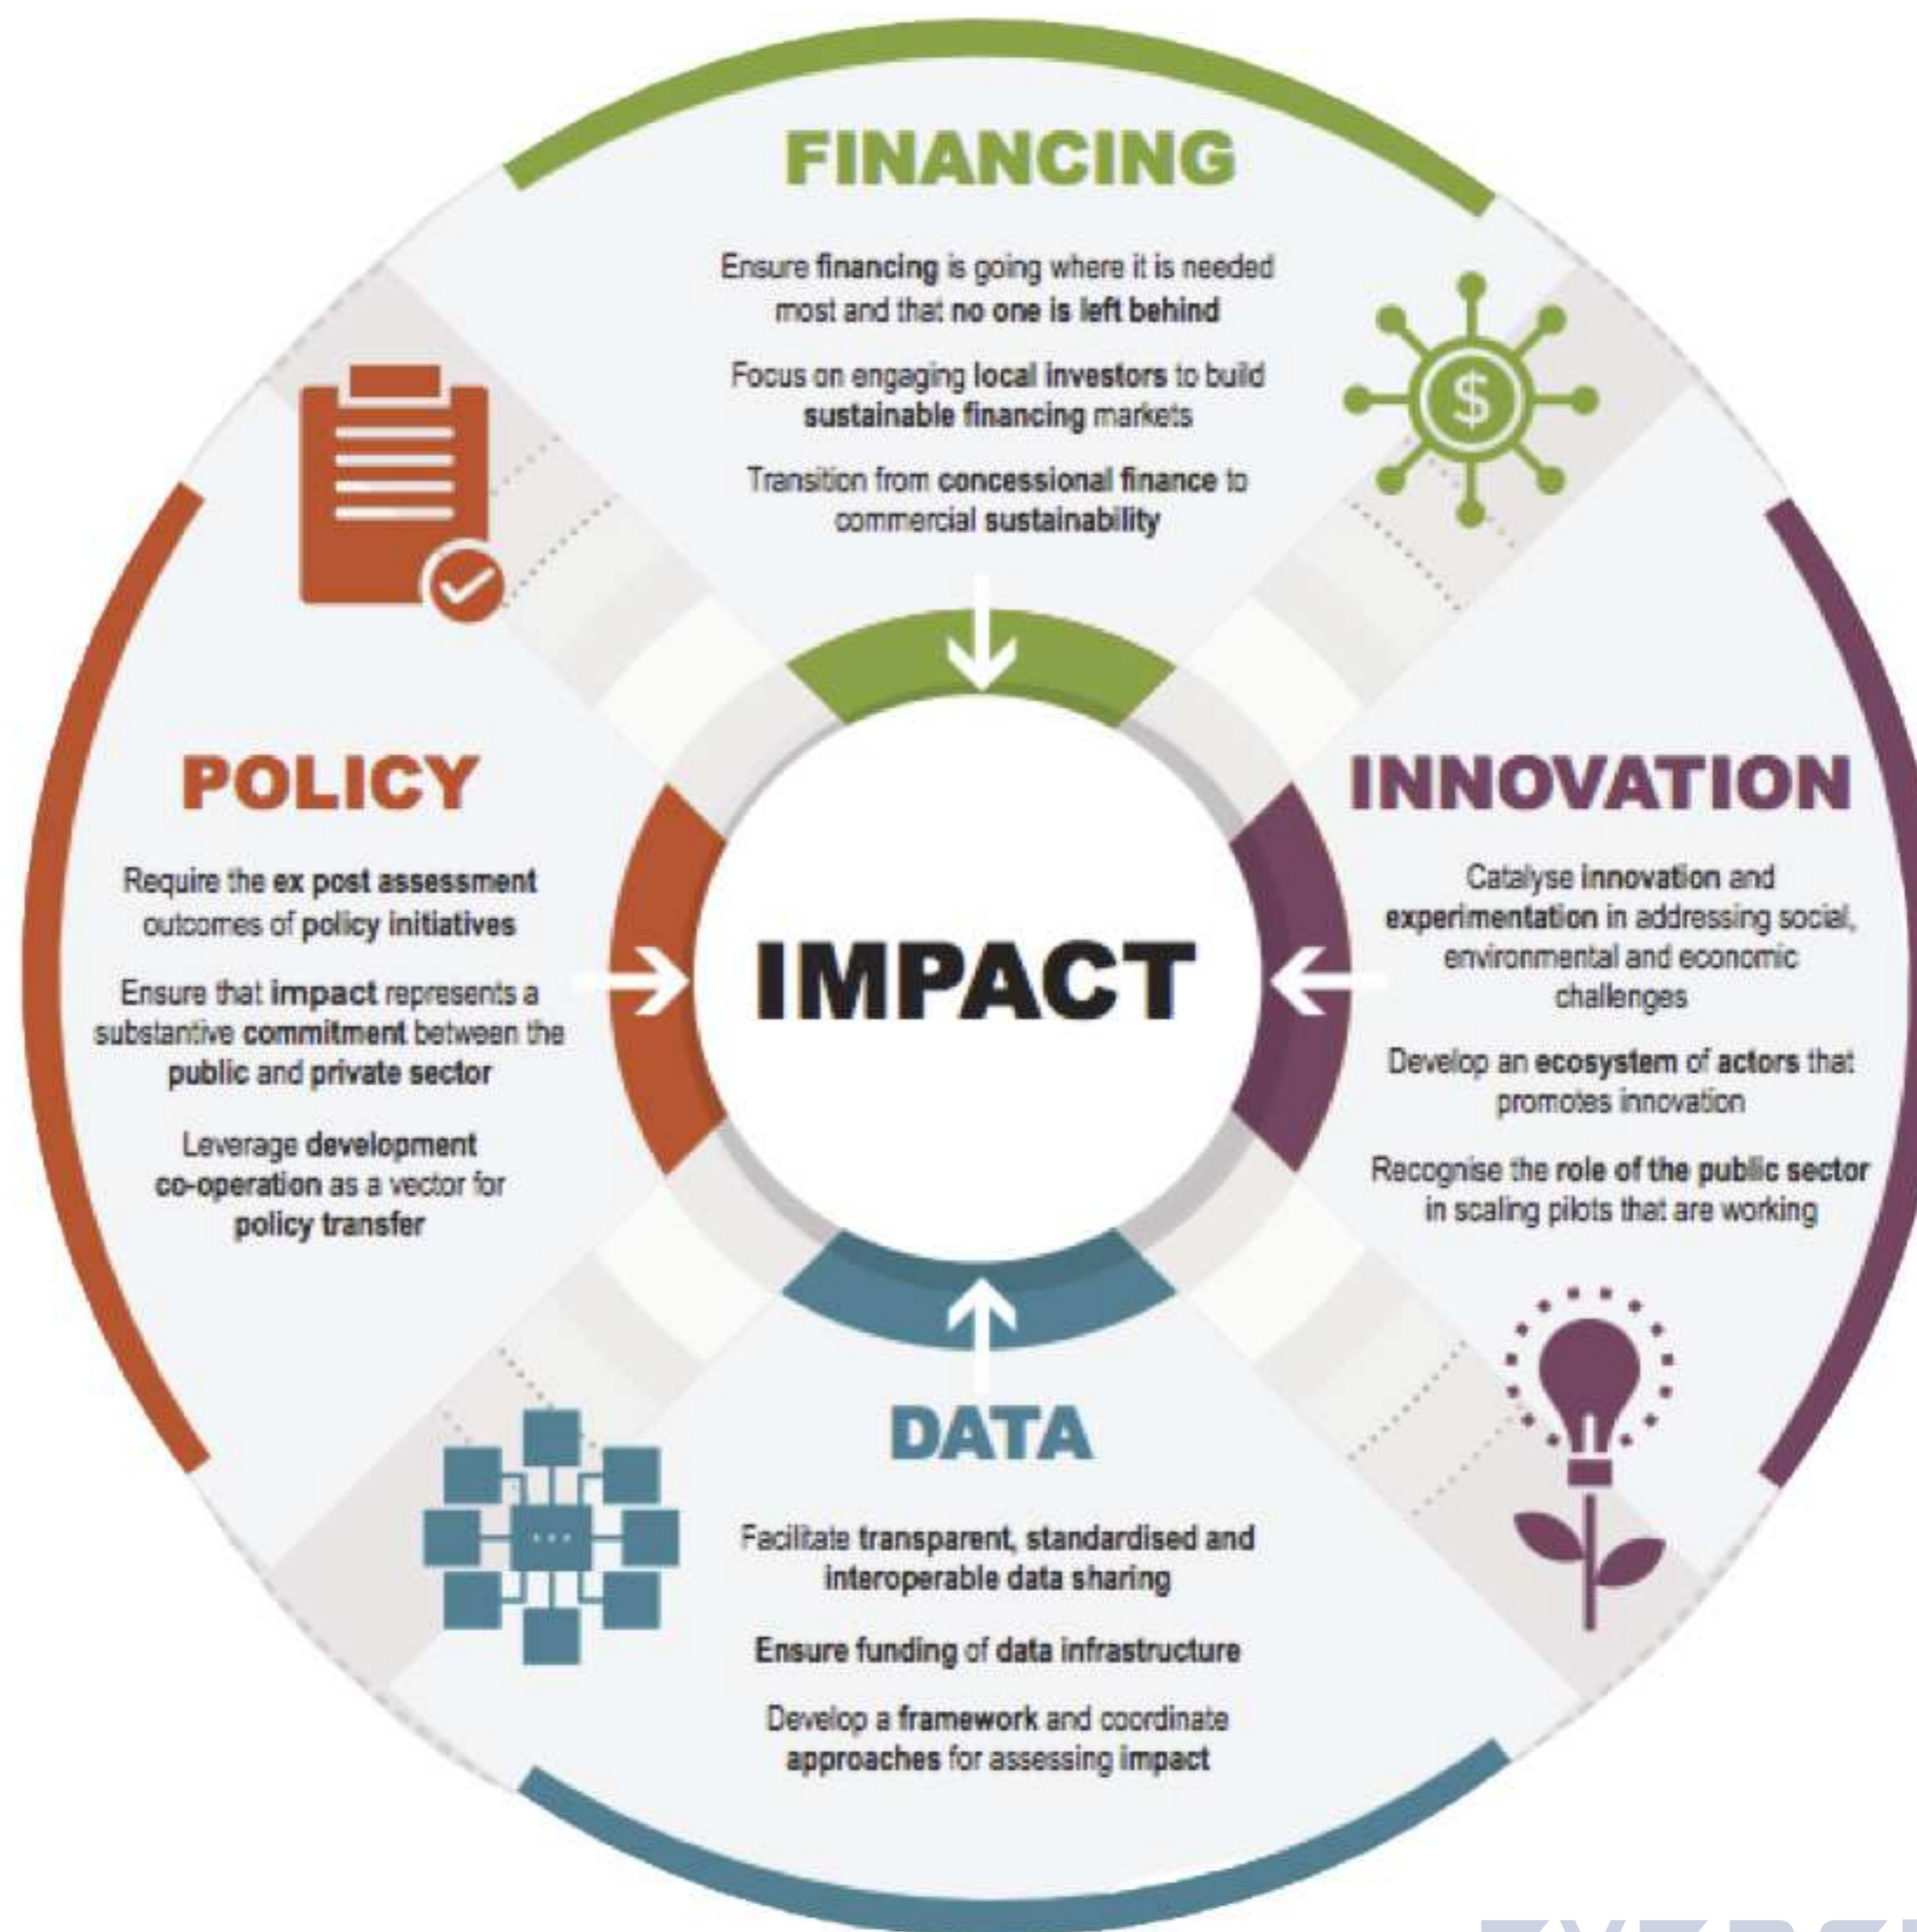 FINANCING
Ensure financing is going where it is needed
most and that no one is left behind
Focus on engaging local investors to build
sustainable financing markets
Transition from concessional finance to
commercial sustainability
$
POLICY
Require the ex post assessment
outcomes of policy initiatives
Ensure that impact represents a
substantive commitment between the
public and private sector
Leverage development
co-operation as a vector for
policy transfer
IMPACT
INNOVATION
Catalyse innovation and
experimentation in addressing social,
environmental and economic
challenges
Develop an ecosystem of actors that
promotes innovation
Recognise the role of the public sector
in scaling pilots that are working
DATA
Facilitate transparent, standardised and
interoperable data sharing
Ensure funding of data infrastructure
Develop a framework and coordinate
approaches for assessing impact